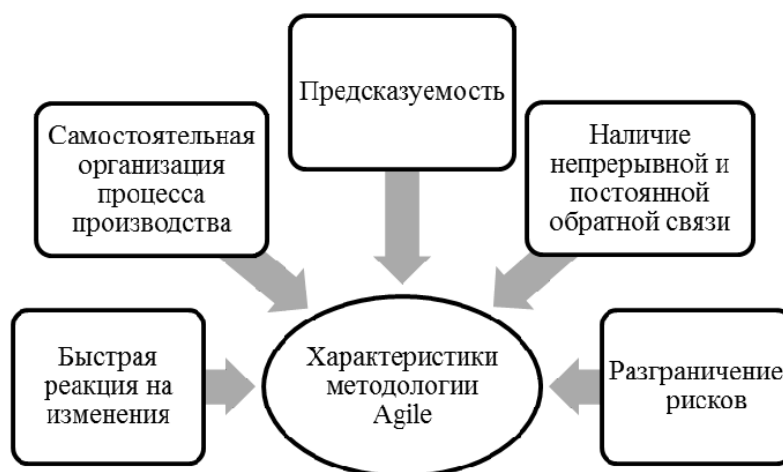 Предсказуемость
Самостоятельная
организация
процесса
производства
Наличие
непрерывной и
постоянной
обратной связи
Быстрая
реакция на
изменения
Характеристики
методологии
Agile
Разграничение
рисков